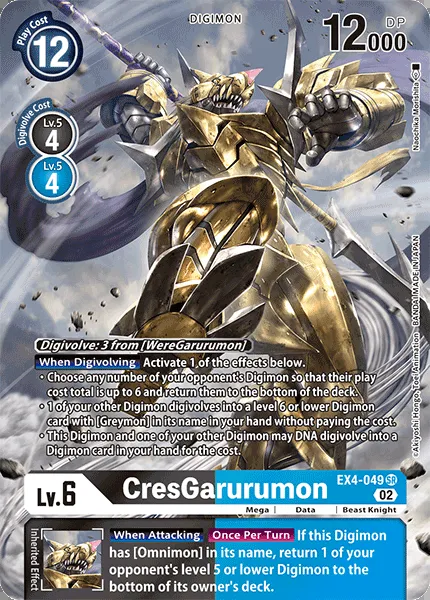 Play Cost
12
DIGIMON
DP
12000
Digivolve Cost
Lv.5
4
Lv.5
4
Naochika Morishita
©Akiyoshi Hongo, Toei Animation BANDAI MADE IN JAPAN
Digivolve: 3 from [WereGarurumon]
When Digivolving Activate 1 of the effects below.
• Choose any number of your opponent's Digimon so that their play
cost total is up to 6 and return them to the bottom of the deck.
• 1 of your other Digimon digivolves into a level 6 or lower Digimon
card with [Greymon] in its name in your hand without paying the cost.
• This Digimon and one of your other Digimon may DNA digivolve into a
Digimon card in your hand for the cost.
Lv.6
CresGarurumon
EX4-049 SR
02
Mega | Data | Beast Knight
Inherited Effect
When Attacking Once Per Turn If this Digimon
has [Omnimon] in its name, return 1 of your
opponent's level 5 or lower Digimon to the
bottom of its owner's deck.